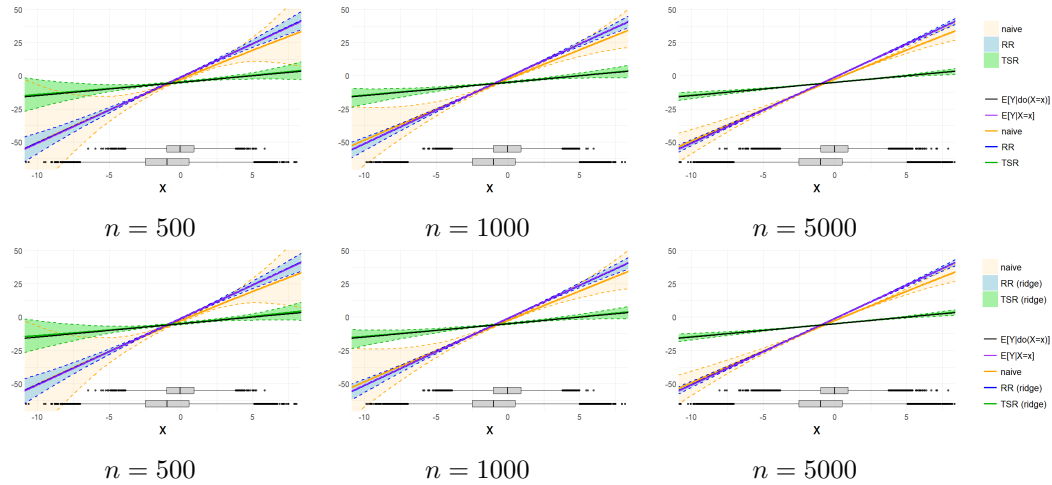 50
25
0
-25
-50
-10
-5
0
5
X
50
25
0
-25
-50
-10
-5
0
5
X
50
25
0
-25
-50
-10
-5
0
5
X
naive
RR
TSR
E[Y|do(X=x)]
E[Y|X=x]
naive
RR
TSR
n = 500
n = 1000
n = 5000
50
25
0
-25
-50
-10
-5
0
5
X
50
25
0
-25
-50
-10
-5
0
5
X
50
25
0
-25
-50
-10
-5
0
5
X
naive
RR (ridge)
TSR (ridge)
E[Y|do(X=x)]
E[Y|X=x]
naive
RR (ridge)
TSR (ridge)
n = 500
n = 1000
n = 5000